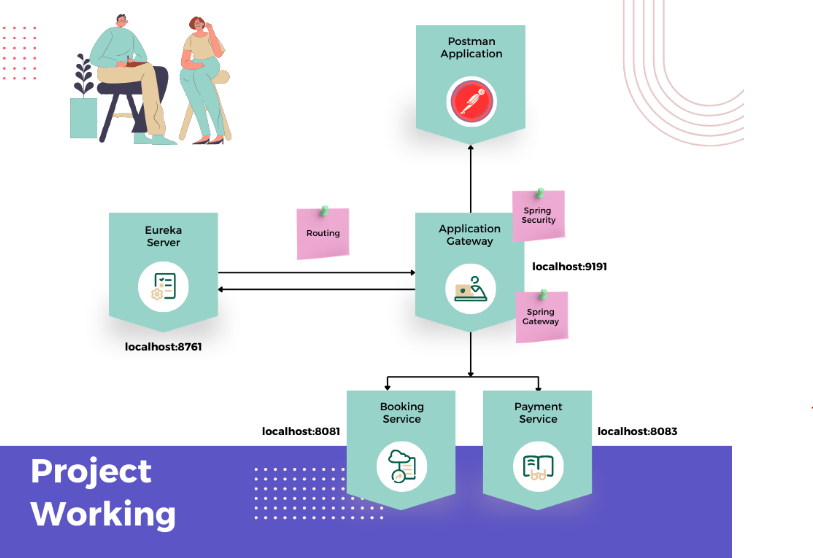 Postman
Application
Spring
Security
Eureka
Server
Routing
Application
Gateway
localhost:9191
Spring
Gateway
localhost:8761
Booking
Service
Payment
Service
localhost:8081
localhost:8083
Project
Working